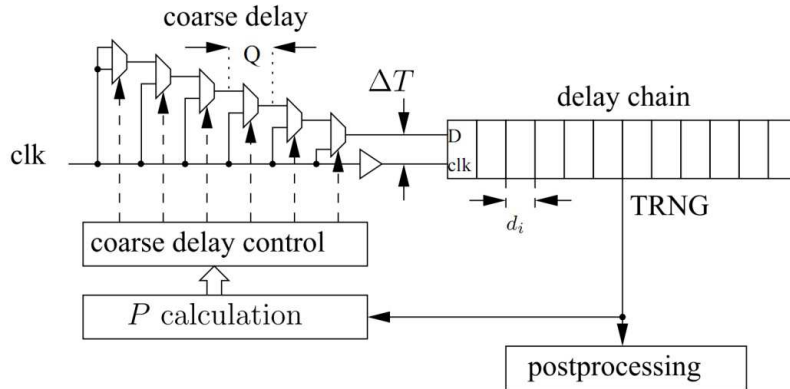 coarse delay
Q
ΔT
delay chain
D
clk
clk
TRNG
d_i
coarse delay control
P calculation
postprocessing